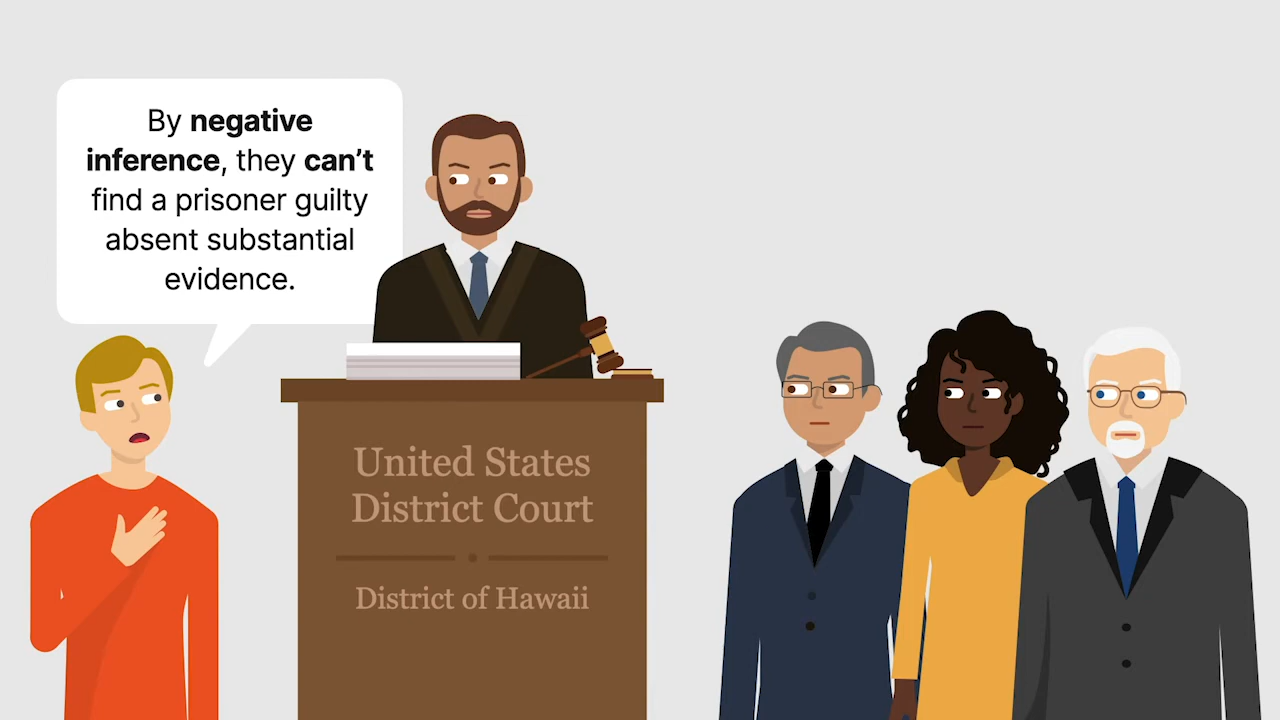 By negative
inference, they can’t
find a prisoner guilty
absent substantial
evidence.
United States
District Court
District of Hawaii